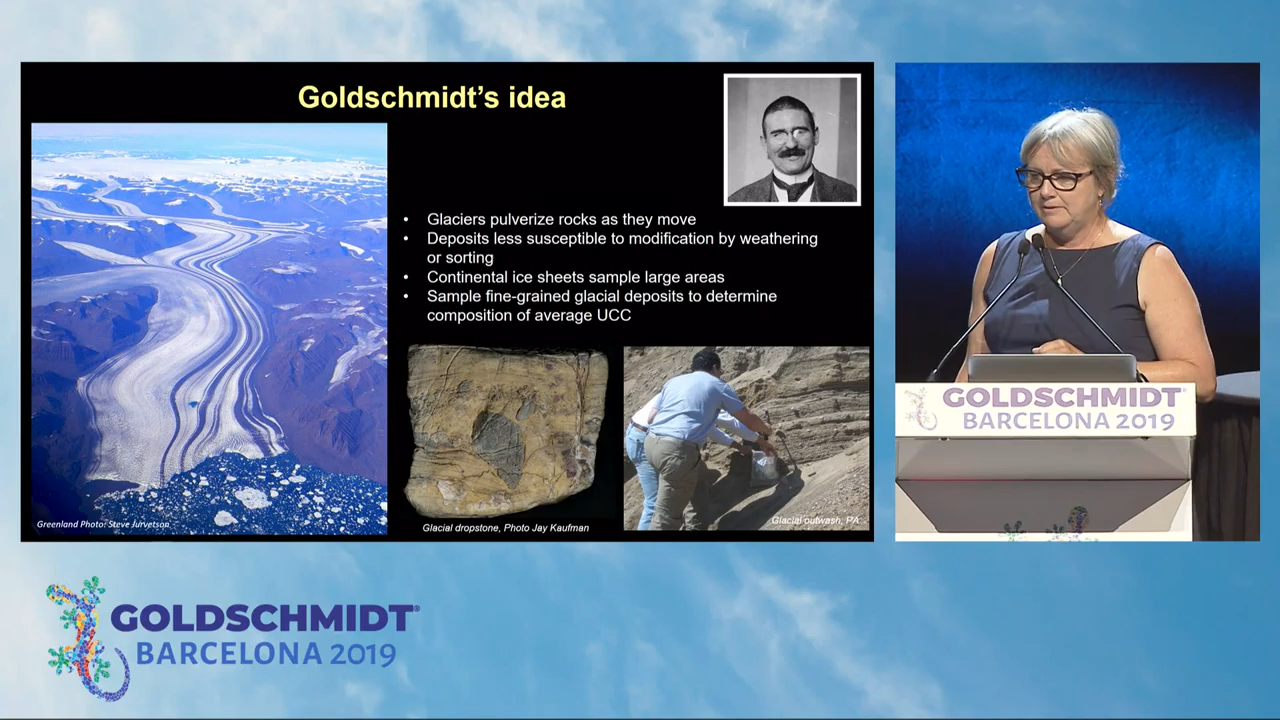 Goldschmidt's idea
• Glaciers pulverize rocks as they move
• Deposits less susceptible to modification by weathering
or sorting
• Continental ice sheets sample large areas
• Sample fine-grained glacial deposits to determine
composition of average UCC
Greenland Photo: Steve Jurvetson
Glacial dropstone, Photo Jay Kaufman
Glacial outwash, PA
GOLDSCHMIDT®
BARCELONA 2019
GOLDSCHMIDT®
BARCELONA 2019